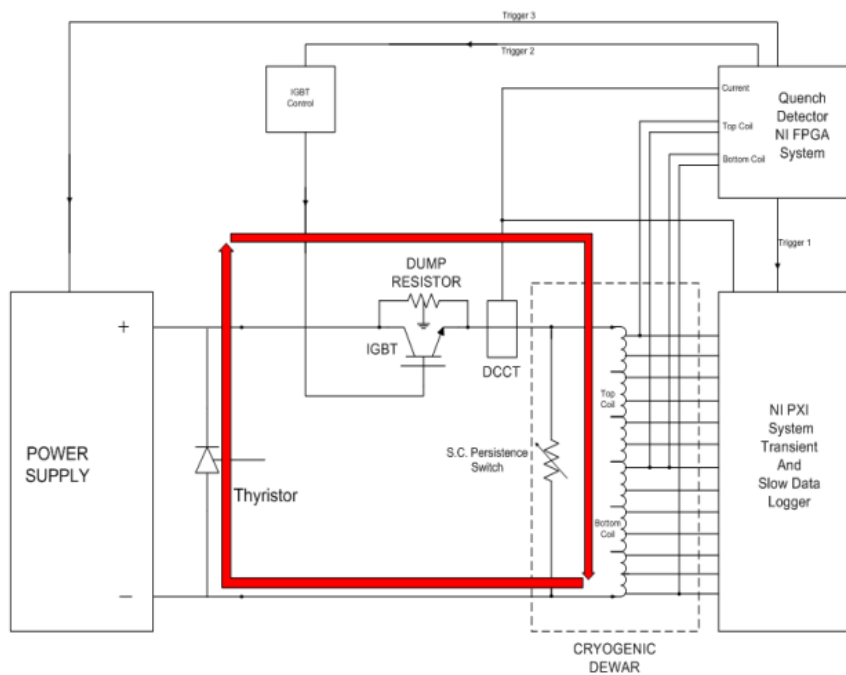 Trigger 3
Trigger 2
IGBT
Control
Current
Top Coil
Bottom Coil
Quench
Detector
NI FPGA
System
Trigger 1
DUMP
RESISTOR
IGBT
DCCT
+
POWER
SUPPLY
Thyristor
S.C. Persistence
Switch
Top
Coil
Bottom
Coil
NI PXI
System
Transient
And
Slow Data
Logger
–
CRYOGENIC
DEWAR